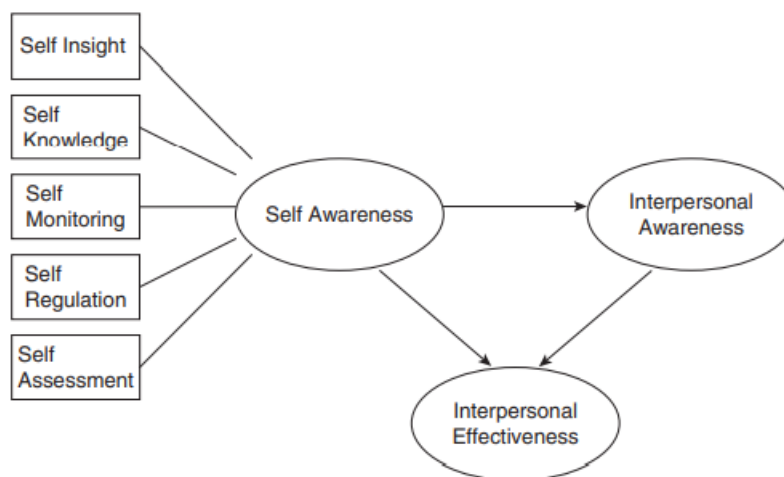 Self Insight
Self
Knowledge
Self
Monitoring
Self
Regulation
Self
Assessment
Self Awareness
Interpersonal
Awareness
Interpersonal
Effectiveness